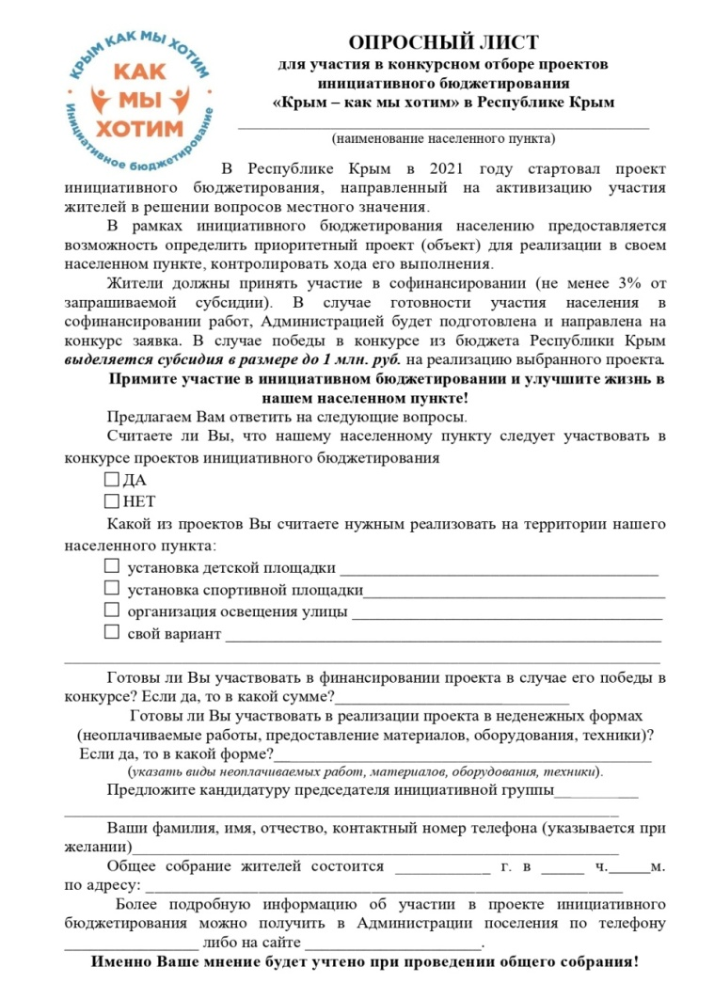 КРЫМ КАК МЫ ХОТИМ
КАК
МЫ
ХОТИМ
Инициативное бюджетирование
ОПРОСНЫЙ ЛИСТ
для участия в конкурсном отборе проектов
инициативного бюджетирования
«Крым – как мы хотим» в Республике Крым
(наименование населенного пункта)
В Республике Крым в 2021 году стартовал проект
инициативного бюджетирования, направленный на активизацию участия
жителей в решении вопросов местного значения.
В рамках инициативного бюджетирования населению предоставляется
возможность определить приоритетный проект (объект) для реализации в своем
населенном пункте, контролировать хода его выполнения.
Жители должны принять участие в софинансировании (не менее 3% от
запрашиваемой субсидии). В случае готовности участия населения в
софинансировании работ, Администрацией будет подготовлена и направлена на
конкурс заявка. В случае победы в конкурсе из бюджета Республики Крым
выделяется субсидия в размере до 1 млн. руб. на реализацию выбранного проекта.
Примите участие в инициативном бюджетировании и улучшите жизнь в
нашем населенном пункте!
Предлагаем Вам ответить на следующие вопросы.
Считаете ли Вы, что нашему населенному пункту следует участвовать в
конкурсе проектов инициативного бюджетирования
ДА
НЕТ
Какой из проектов Вы считаете нужным реализовать на территории нашего
населенного пункта:
установка детской площадки
установка спортивной площадки
организация освещения улицы
свой вариант
Готовы ли Вы участвовать в финансировании проекта в случае его победы в
конкурсе? Если да, то в какой сумме?
Готовы ли Вы участвовать в реализации проекта в неденежных формах
(неоплачиваемые работы, предоставление материалов, оборудования, техники)?
Если да, то в какой форме?
(указать виды неоплачиваемых работ, материалов, оборудования, техники).
Предложите кандидатуру председателя инициативной группы
Ваши фамилия, имя, отчество, контактный номер телефона (указывается при
желании)
Общее собрание жителей состоится ____________ г. в _____ ч._____м.
по адресу:
Более подробную информацию об участии в проекте инициативного
бюджетирования можно получить в Администрации поселения по телефону
________________ либо на сайте _____________________.
Именно Ваше мнение будет учтено при проведении общего собрания!